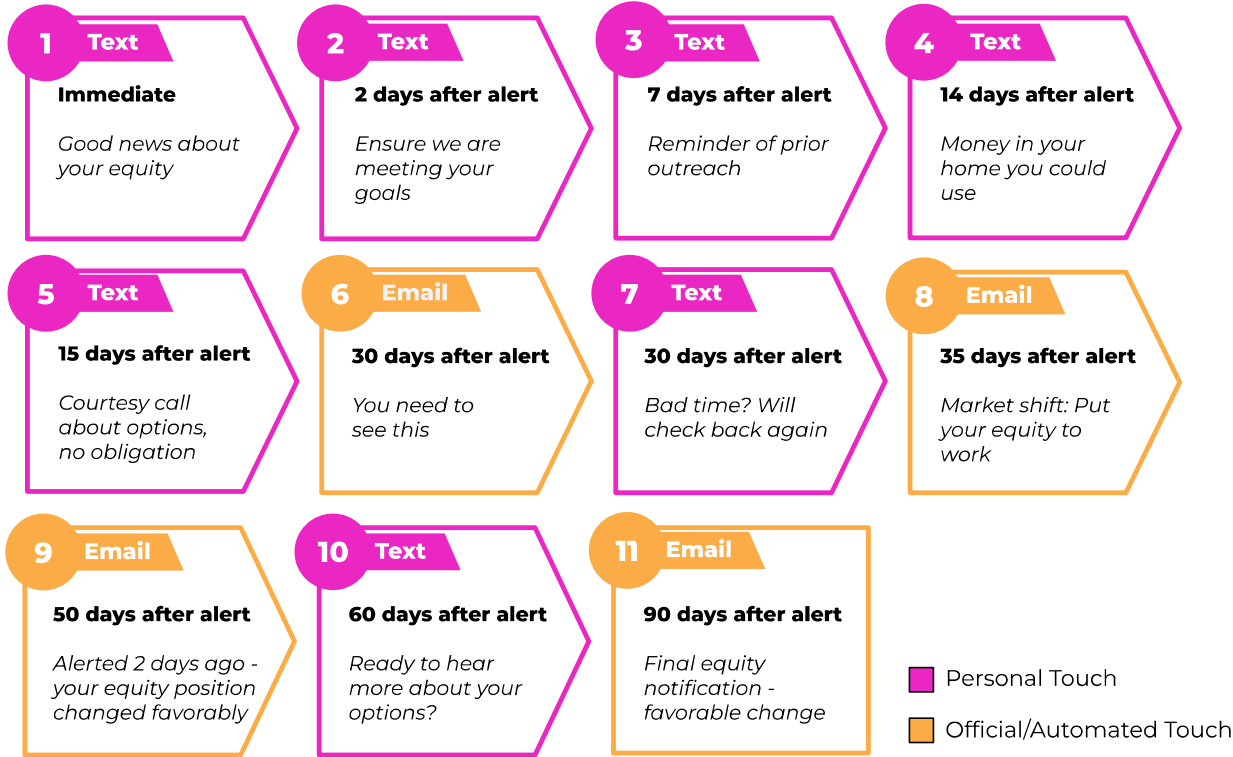 1 Text
Immediate
Good news about
your equity
2 Text
2 days after alert
Ensure we are
meeting your
goals
3 Text
7 days after alert
Reminder of prior
outreach
4 Text
14 days after alert
Money in your
home you could
use
5 Text
15 days after alert
Courtesy call
about options,
no obligation
6 Email
30 days after alert
You need to
see this
7 Text
30 days after alert
Bad time? Will
check back again
8 Email
35 days after alert
Market shift: Put
your equity to
work
9 Email
50 days after alert
Alerted 2 days ago -
your equity position
changed favorably
10 Text
60 days after alert
Ready to hear
more about your
options?
11 Email
90 days after alert
Final equity
notification -
favorable change
Personal Touch
Official/Automated Touch